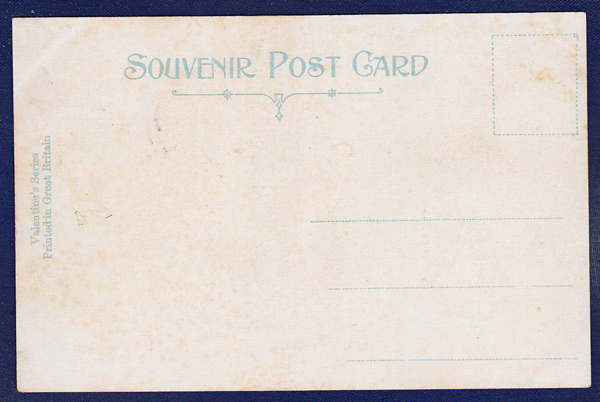 SOUVENIR POST CARD
Valentine's Series
Printed in Great Britain